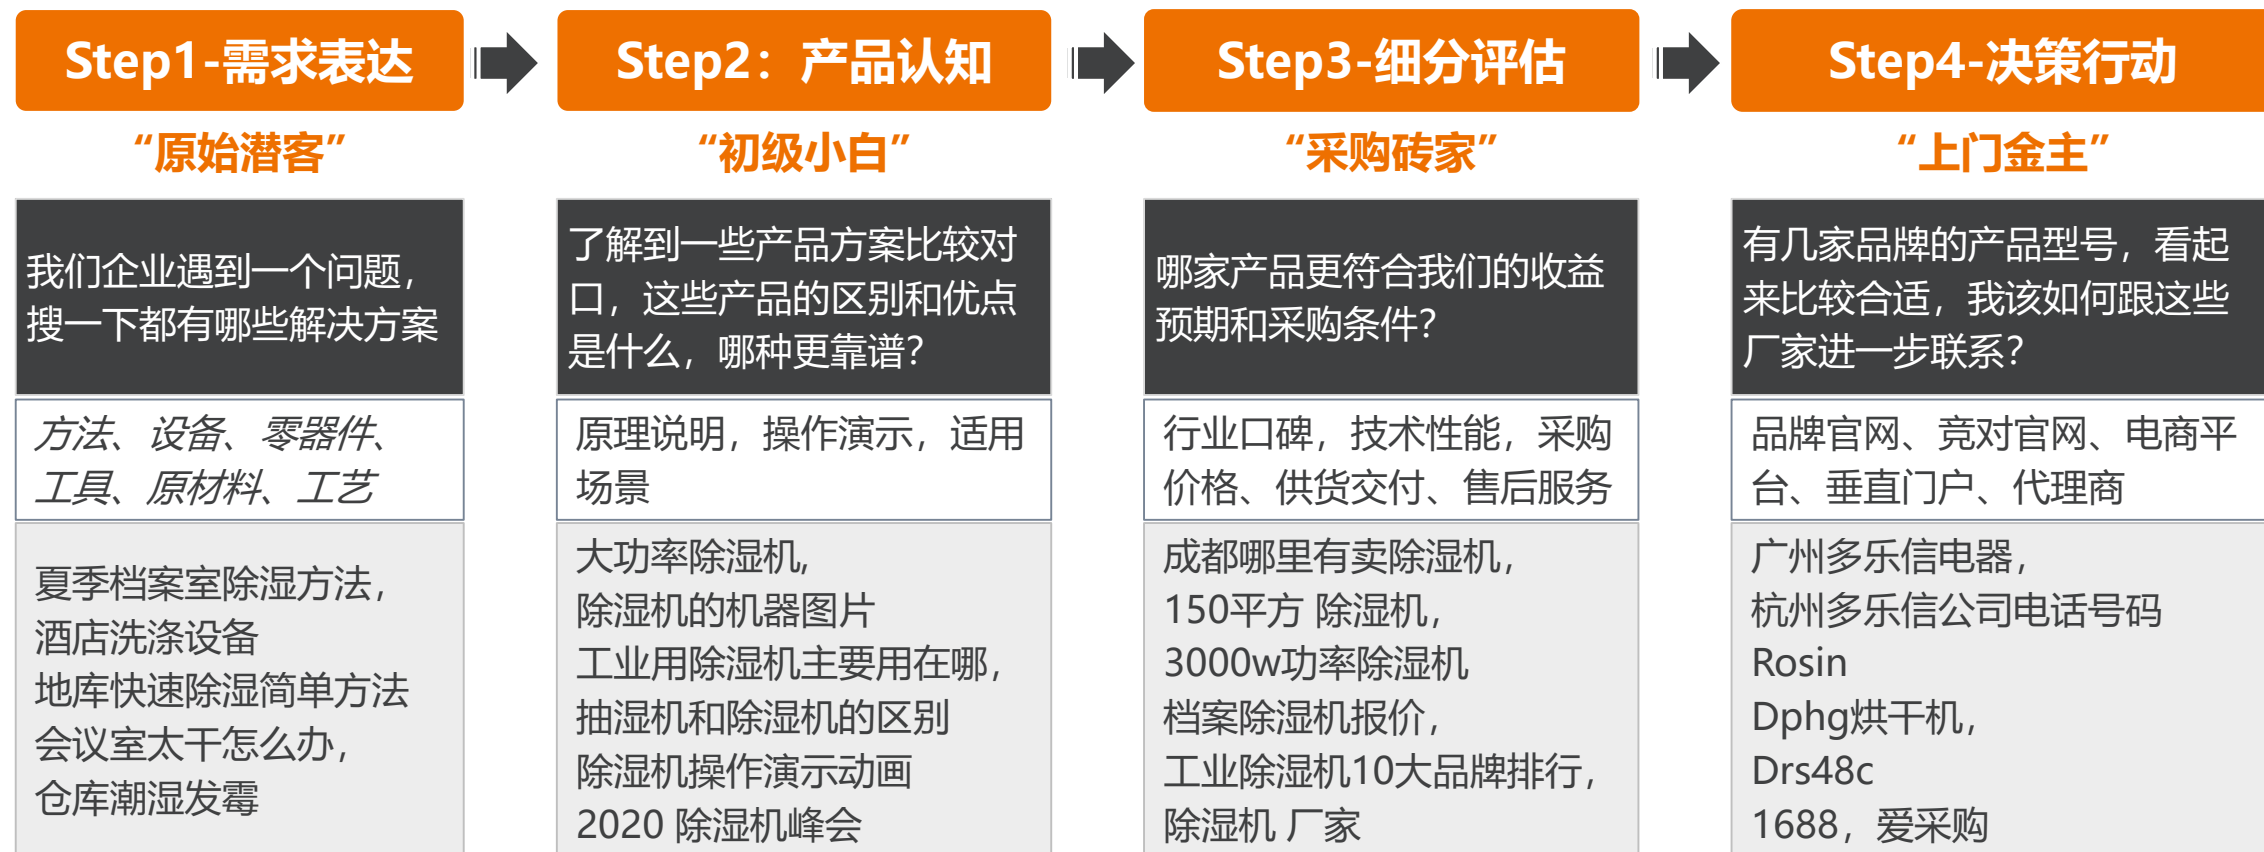 Step1-需求表达
“原始潜客”
我们企业遇到一个问题，
搜一下都有哪些解决方案
方法、设备、零器件、
工具、原材料、工艺
夏季档案室除湿方法，
酒店洗涤设备
地库快速除湿简单方法
会议室太干怎么办，
仓库潮湿发霉
Step2：产品认知
“初级小白”
了解到一些产品方案比较对
口，这些产品的区别和优点
是什么，哪种更靠谱？
原理说明，操作演示，适用
场景
大功率除湿机,
除湿机的机器图片
工业用除湿机主要用在哪，
抽湿机和除湿机的区别
除湿机操作演示动画
2020 除湿机峰会
Step3-细分评估
“采购砖家”
哪家产品更符合我们的收益
预期和采购条件？
行业口碑，技术性能，采购
价格、供货交付、售后服务
成都哪里有卖除湿机，
150平方 除湿机，
3000w功率除湿机
档案除湿机报价，
工业除湿机10大品牌排行，
除湿机 厂家
Step4-决策行动
“上门金主”
有几家品牌的产品型号，看起
来比较合适，我该如何跟这些
厂家进一步联系？
品牌官网、竞对官网、电商平
台、垂直门户、代理商
广州多乐信电器，
杭州多乐信公司电话号码
Rosin
Dphg烘干机，
Drs48c
1688，爱采购